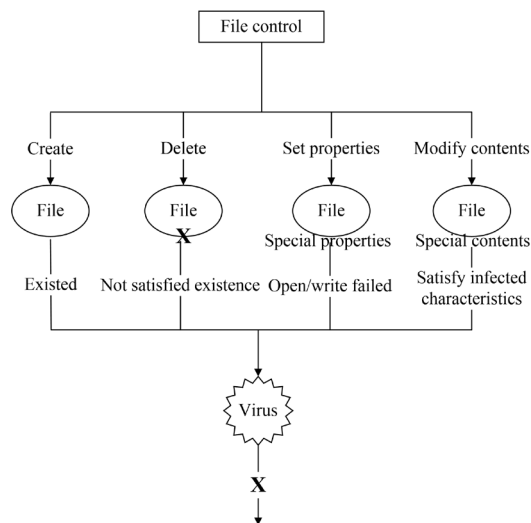 File control
Create
Delete
Set properties
Modify contents
File
File
File
File
X
Special properties
Special contents
Existed
Not satisfied existence
Open/write failed
Satisfy infected
characteristics
Virus
X